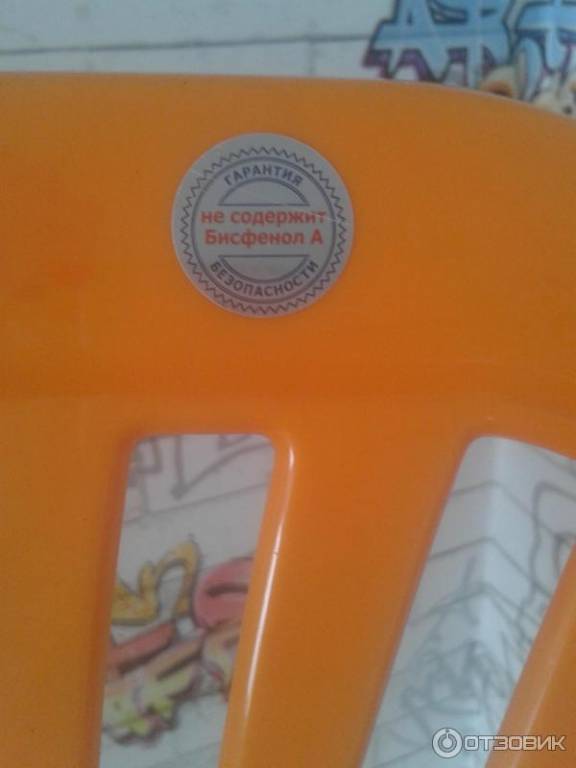 ГАРАНТИЯ
не содержит
Бисфенол А
БЕЗОПАСНОСТИ
ОТЗОВИК